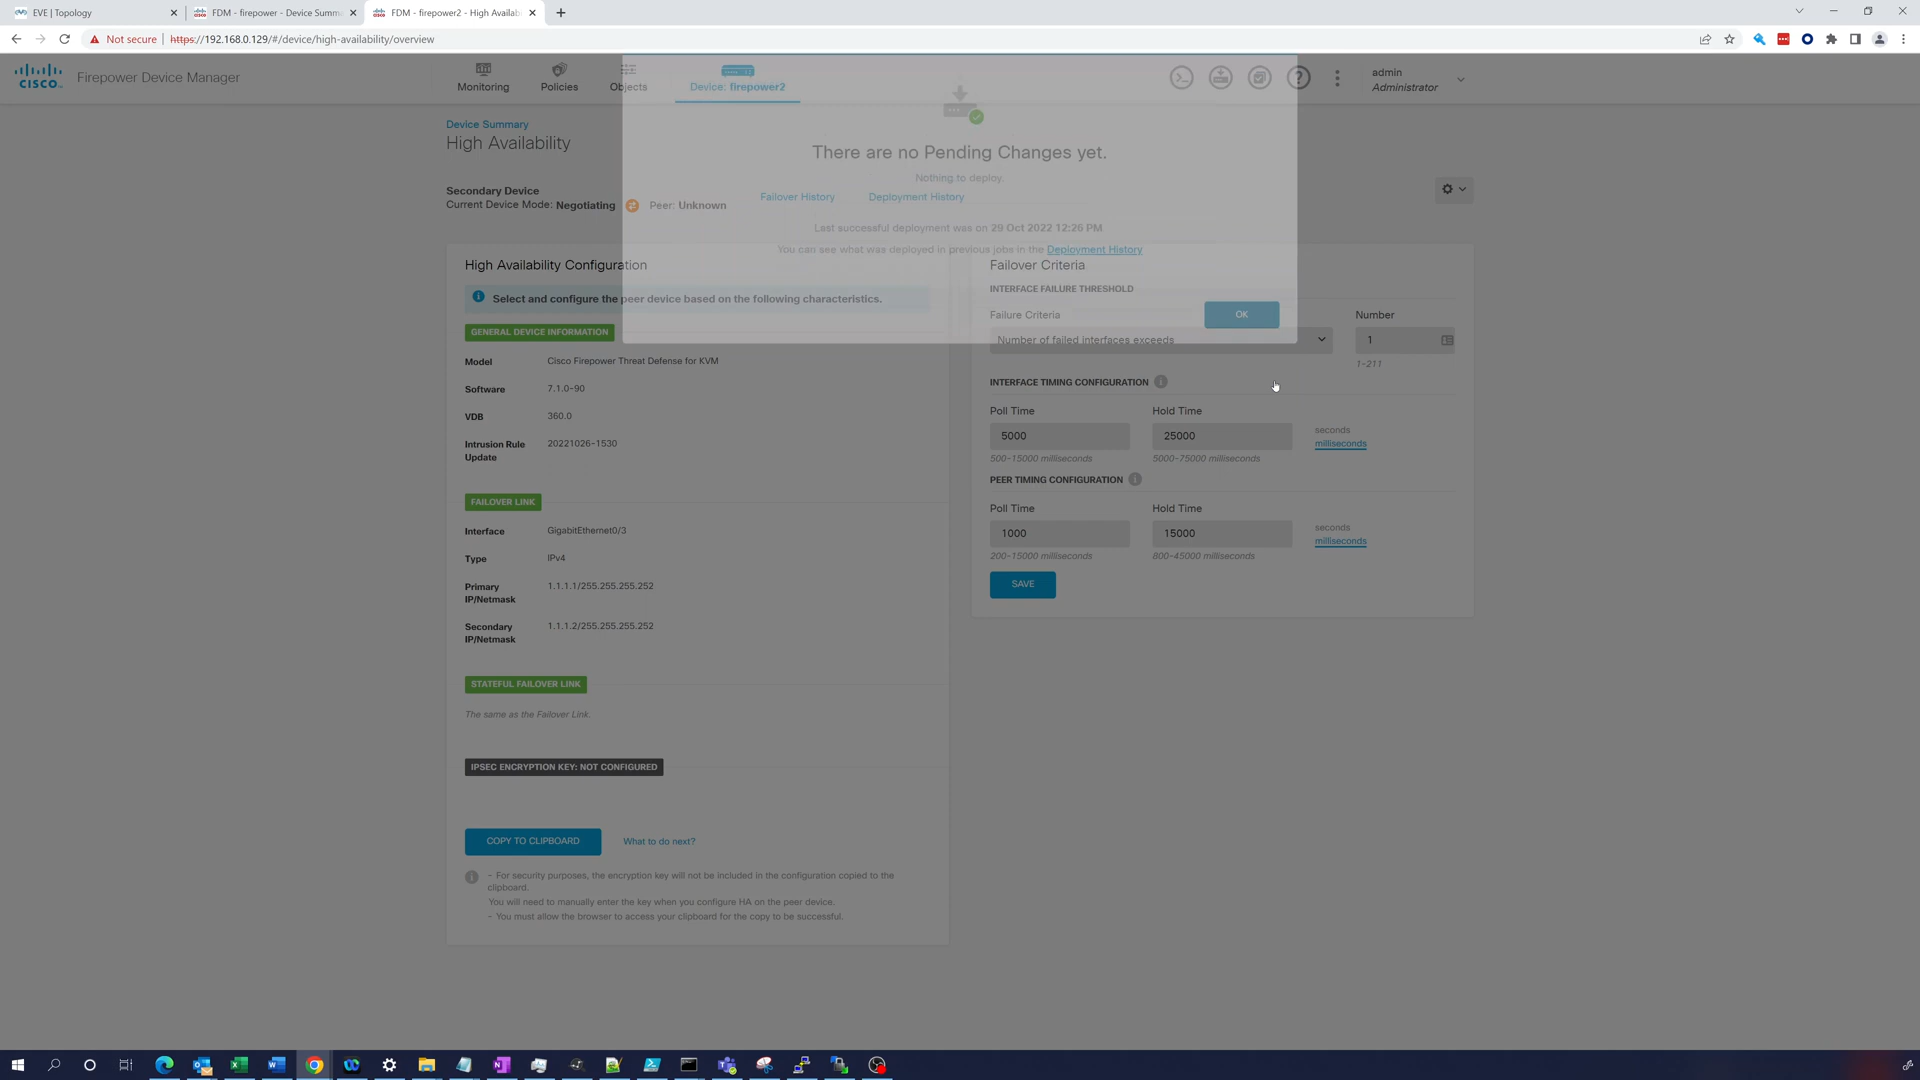 EVE | Topology
FDM - firepower - Device Summ
FDM - firepower2 - High Availab
Not secure
https://192.168.0.129/#/device/high-availability/overview
CISCO
Firepower Device Manager
Monitoring
Policies
Objects
Device: firepower2
admin
Administrator
Device Summary
High Availability
There are no Pending Changes yet.
Nothing to deploy.
Secondary Device
Current Device Mode: Negotiating
Peer: Unknown
Failover History
Deployment History
Last successful deployment was on 29 Oct 2022 12:26 PM
You can see what was deployed in previous jobs in the Deployment History
OK
High Availability Configuration
Select and configure the peer device based on the following characteristics.
GENERAL DEVICE INFORMATION
Model
Cisco Firepower Threat Defense for KVM
Software
7.1.0-90
VDB
360.0
Intrusion Rule
Update
20221026-1530
FAILOVER LINK
Interface
GigabitEthernet0/3
Type
IPv4
Primary
IP/Netmask
1.1.1.1/255.255.255.252
Secondary
IP/Netmask
1.1.1.2/255.255.255.252
STATEFUL FAILOVER LINK
The same as the Failover Link.
IPSEC ENCRYPTION KEY: NOT CONFIGURED
COPY TO CLIPBOARD
What to do next?
- For security purposes, the encryption key will not be included in the configuration copied to the
clipboard.
You will need to manually enter the key when you configure HA on the peer device.
- You must allow the browser to access your clipboard for the copy to be successful.
Failover Criteria
INTERFACE FAILURE THRESHOLD
Failure Criteria
Number
Number of failed interfaces exceeds
1
1-211
INTERFACE TIMING CONFIGURATION
Poll Time
Hold Time
5000
25000
seconds
milliseconds
500-15000 milliseconds
5000-75000 milliseconds
PEER TIMING CONFIGURATION
Poll Time
Hold Time
1000
15000
seconds
milliseconds
200-15000 milliseconds
800-45000 milliseconds
SAVE